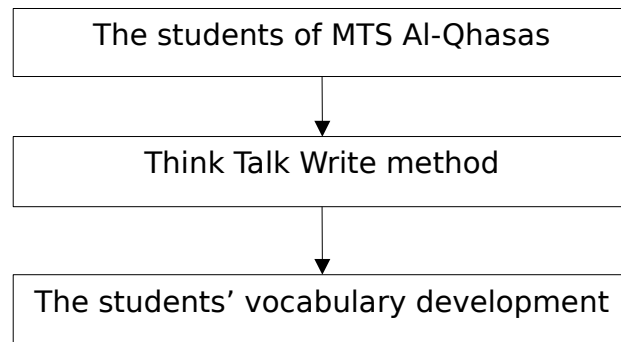 The students of MTS Al-Qhasas
Think Talk Write method
The students’ vocabulary development